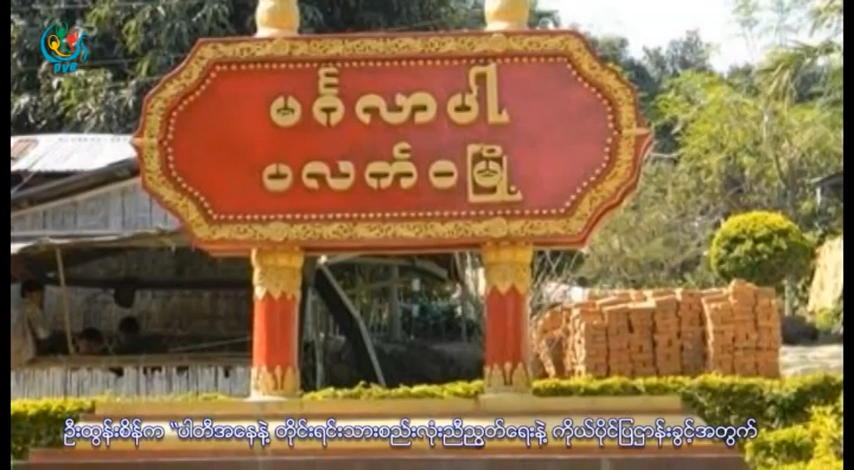 DVB
မင်္ဂလာပါ
ပလက်ဝမြို့
ဦးထွန်းစိန်က "ပါတီအနေနဲ့ တိုင်းရင်းသားစည်းလုံးညီညွတ်ရေးနဲ့ ကိုယ်ပိုင်ပြဋ္ဌာန်းခွင့်အတွက်